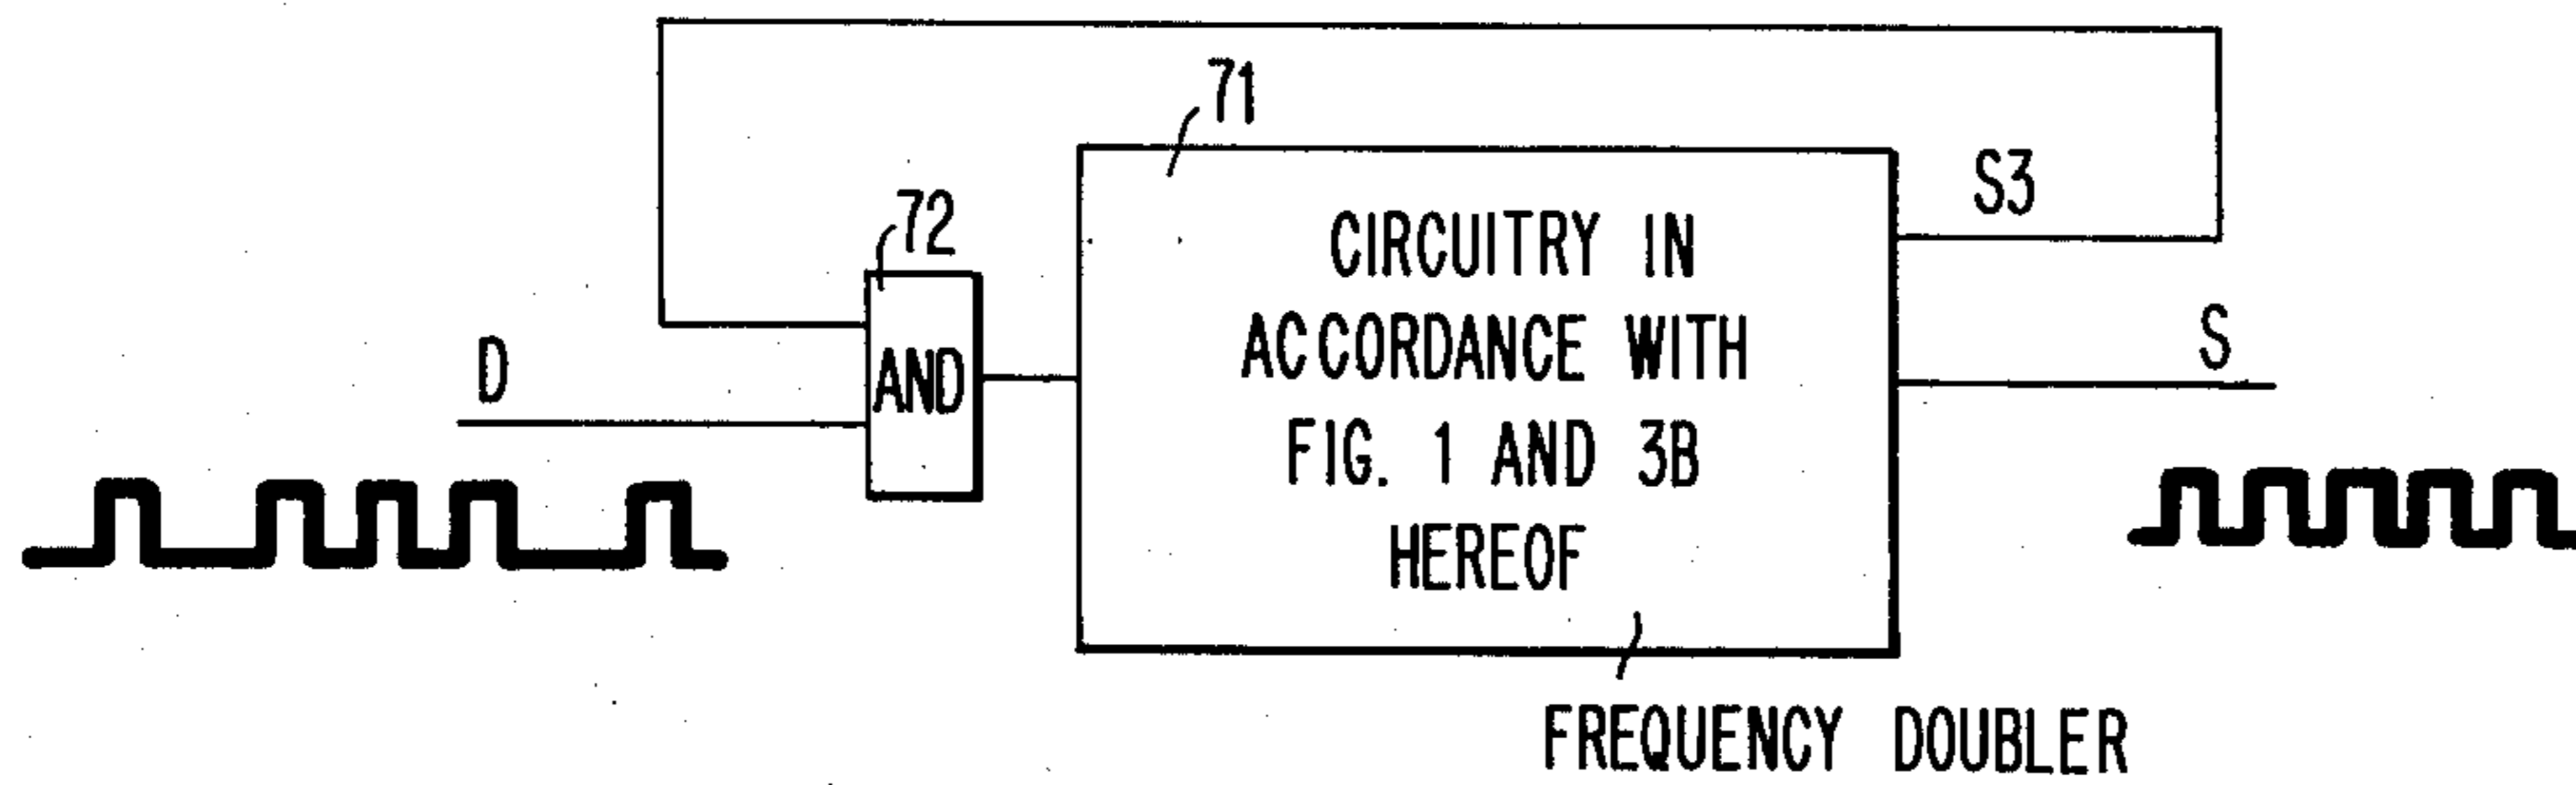 71
S3
72
CIRCUITRY IN
ACCORDANCE WITH
FIG. 1 AND 3B
HEREOF
D
AND
S
FREQUENCY DOUBLER